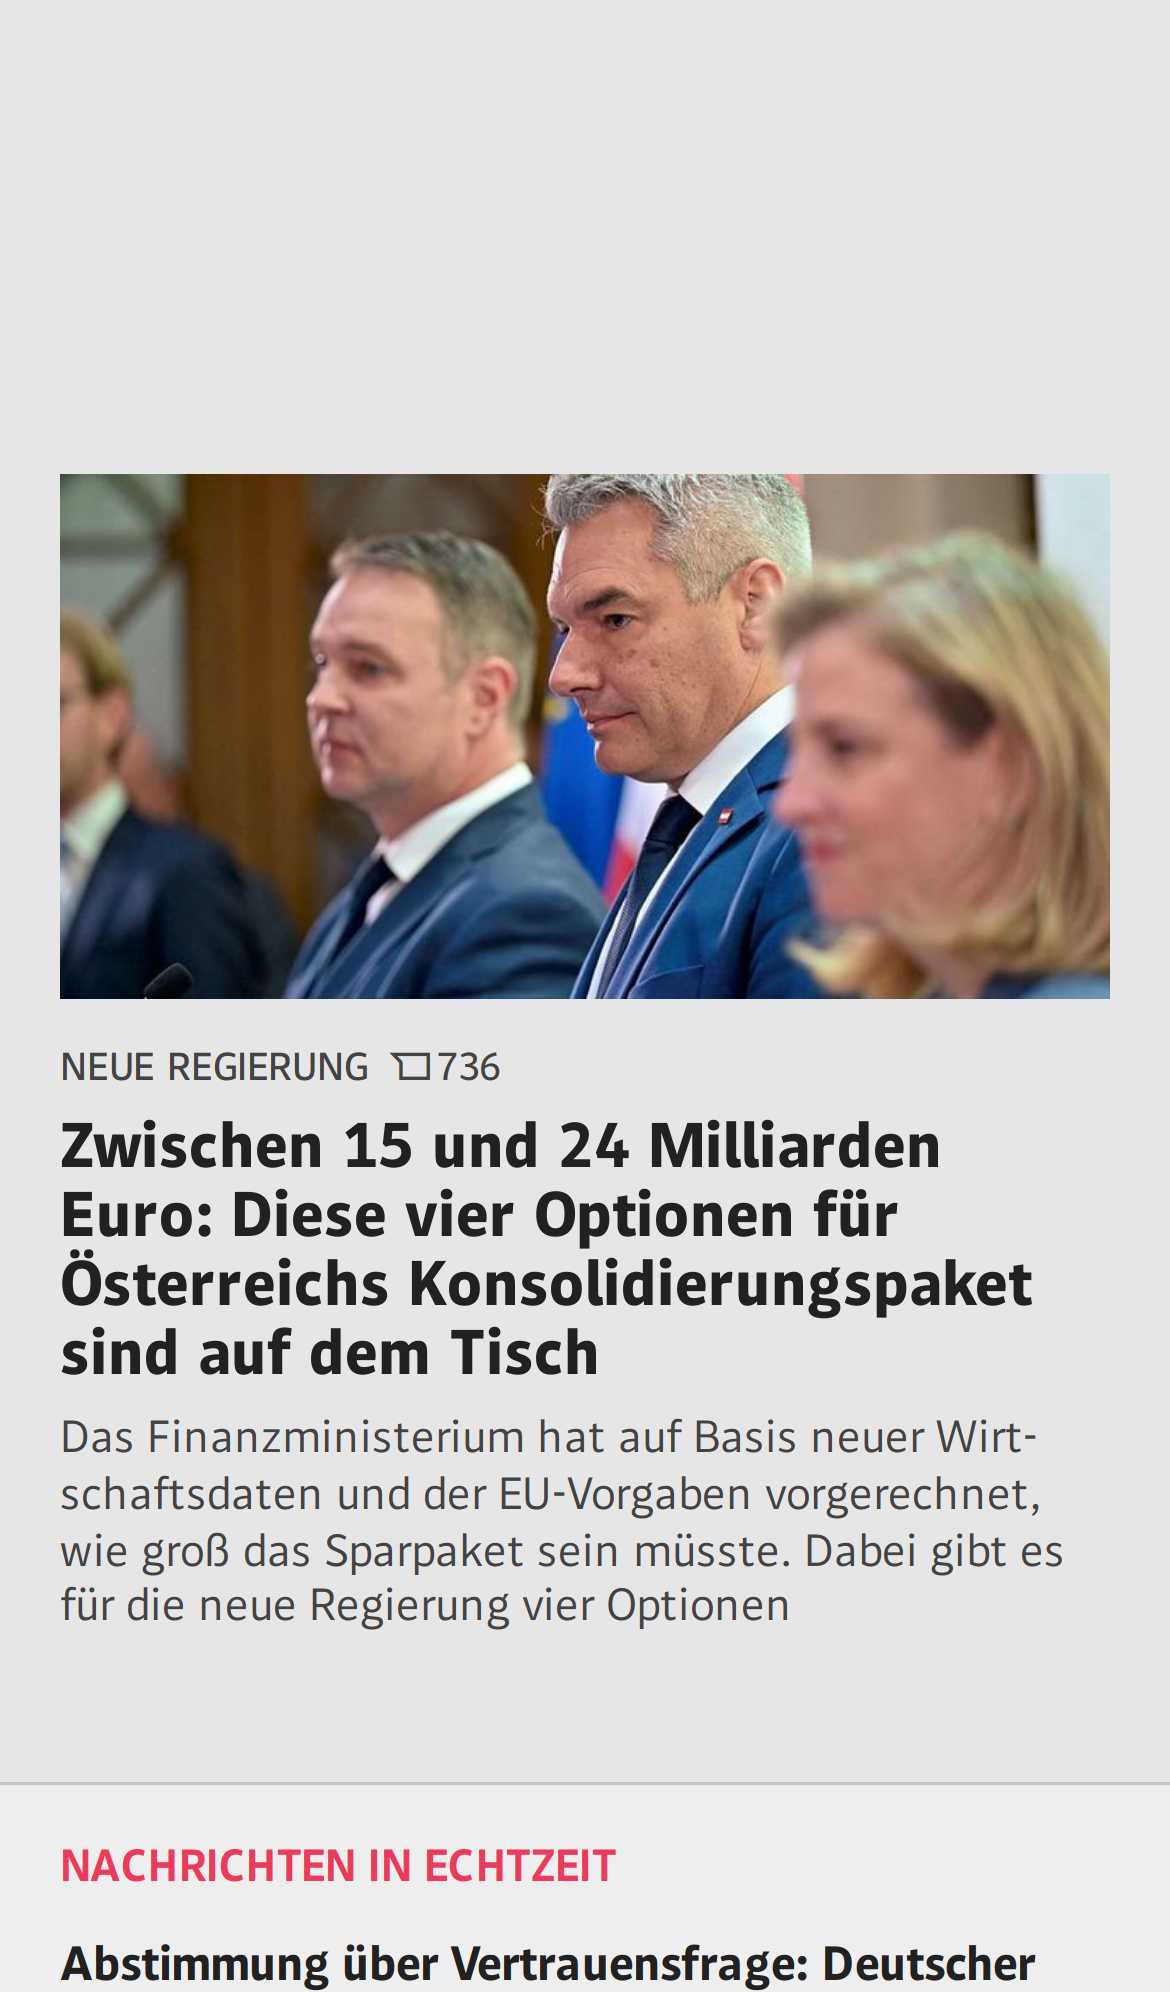 NEUE REGIERUNG 736
Zwischen 15 und 24 Milliarden
Euro: Diese vier Optionen für
Österreichs Konsolidierungspaket
sind auf dem Tisch
Das Finanzministerium hat auf Basis neuer Wirt-
schaftsdaten und der EU-Vorgaben vorgerechnet,
wie groß das Sparpaket sein müsste. Dabei gibt es
für die neue Regierung vier Optionen
NACHRICHTEN IN ECHTZEIT
Abstimmung über Vertrauensfrage: Deutscher